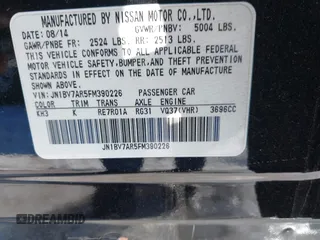 MANUFACTURED BY NISSAN MOTOR CO.,LTD.
DATE 08/14 GVWR/PNBV: 5004 LBS.
GAWR/PNBE FR: 2524 LBS. RR: 2513 LBS.
THIS VEHICLE CONFORMS TO ALL APPLICABLE FEDERAL
MOTOR VEHICLE SAFETY,BUMPER,AND THEFT
PREVENTION STANDARDS IN EFFECT ON THE DATE OF MANUFACTURE
SHOWN ABOVE.
VIN:JN1BV7AR5FM390226 PASSENGER CAR
COLOR TRIM TRANS AXLE ENGINE
KH3 K RE7R01A RG31 VQ37(VHR) 3696CC
JN1BV7AR5FM390226
DREAMBID